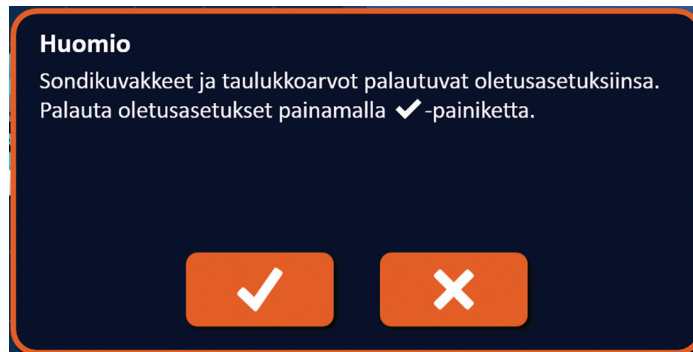 Huomio
Sondikuvakkeet ja taulukkoarvot palautuvat oletusasetuksiinsa.
Palauta oletusasetukset painamalla ✔-painiketta.